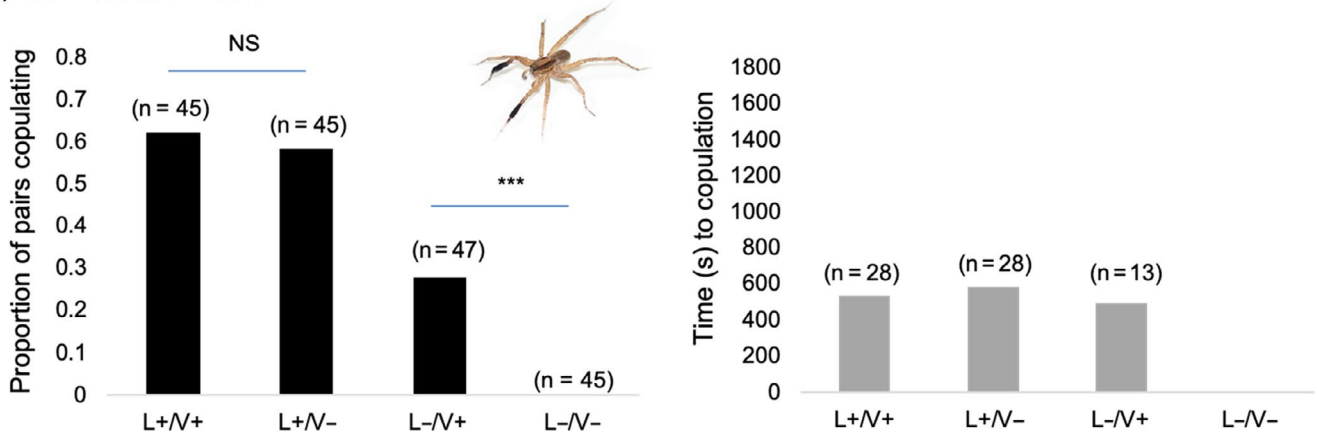 Proportion of pairs copulating
0.8
0.7
0.6
0.5
0.4
0.3
0.2
0.1
0
NS
(n = 45)
(n = 45)
***
(n = 47)
(n = 45)
L+/V+ L+/V− L−/V+ L−/V−
Time (s) to copulation
1800
1600
1400
1200
1000
800
600
400
200
0
(n = 28)
(n = 28)
(n = 13)
L+/V+ L+/V− L−/V+ L−/V−